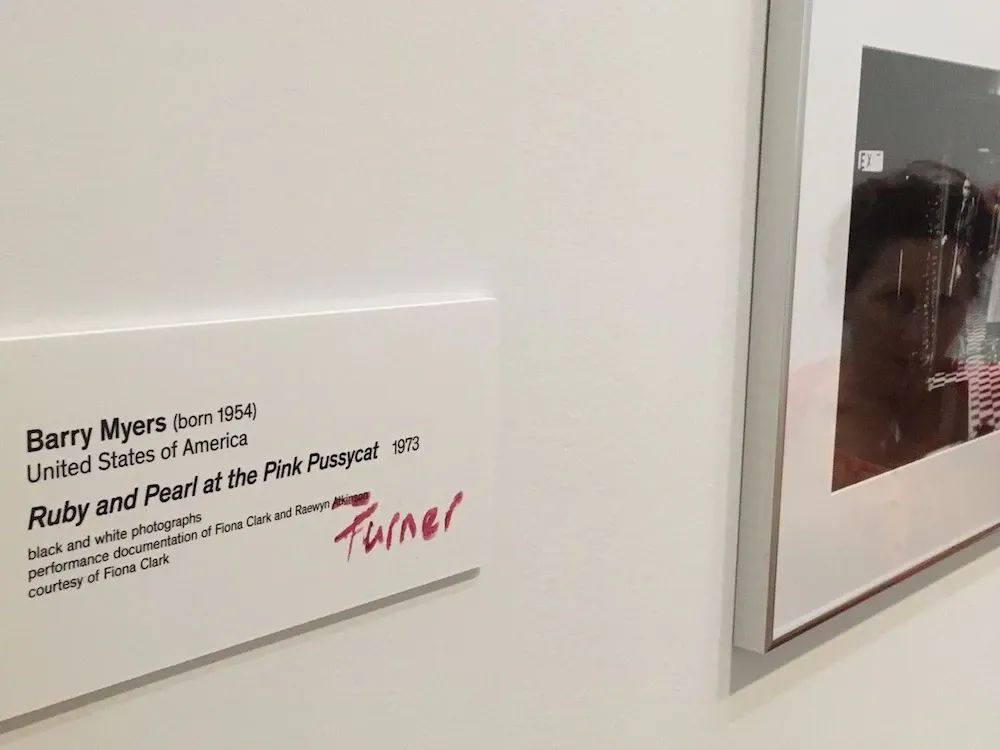 Barry Myers (born 1954)
United States of America
Ruby and Pearl at the Pink Pussycat 1973
black and white photographs
performance documentation of Fiona Clark and Raewyn Atkinson
Turner
courtesy of Fiona Clark
EXIT